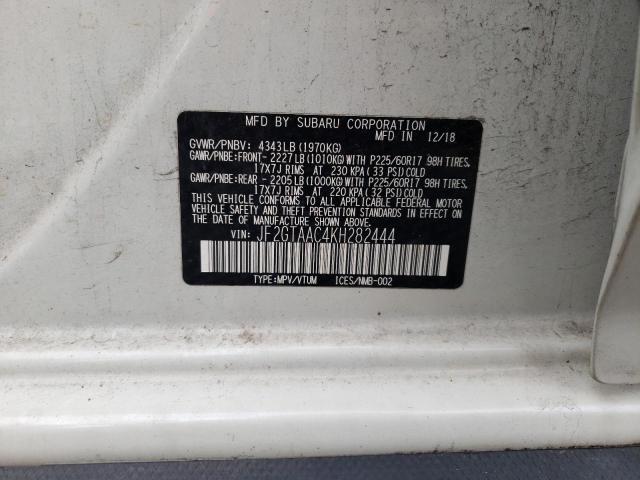 MFD BY SUBARU CORPORATION
MFD IN 12/18
GVWR/PNBV: 4343LB (1970KG)
GAWR/PNBE:FRONT-2227LB(1010KG)WITH P225/60R17 98H TIRES.
17X7J RIMS AT 230 KPA (33 PSI)COLD
GAWR/PNBE:REAR -2205LB(1000KG)WITH P225/60R17 98H TIRES.
17X7J RIMS AT 220 KPA (32 PSI)COLD
THIS VEHICLE CONFORMS TO ALL APPLICABLE FEDERAL MOTOR
VEHICLE SAFETY STANDARDS IN EFFECT ON THE DATE OF
MANUFACTURE SHOWN ABOVE.
VIN: JF2GTAAC4KH282444
TYPE:MPV/VTUM ICES/NMB-002